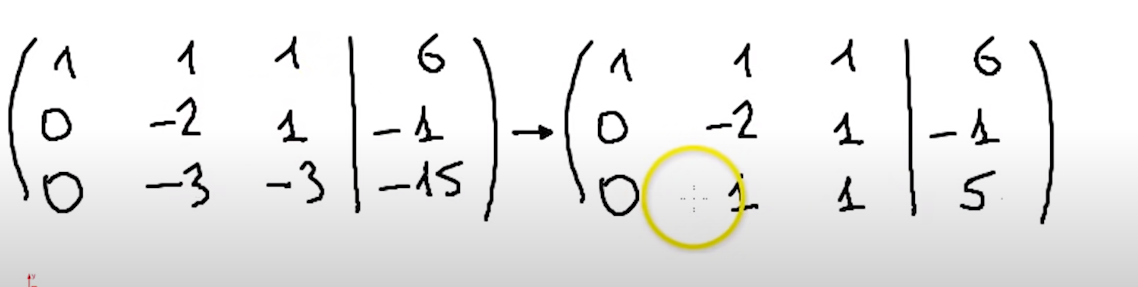 ( 1 1 1 | 6 ) → ( 1 1 1 | 6 )
( 0 -2 1 | -1 ) → ( 0 -2 1 | -1 )
( 0 -3 -3 | -15 ) → ( 0 1 1 | 5 )